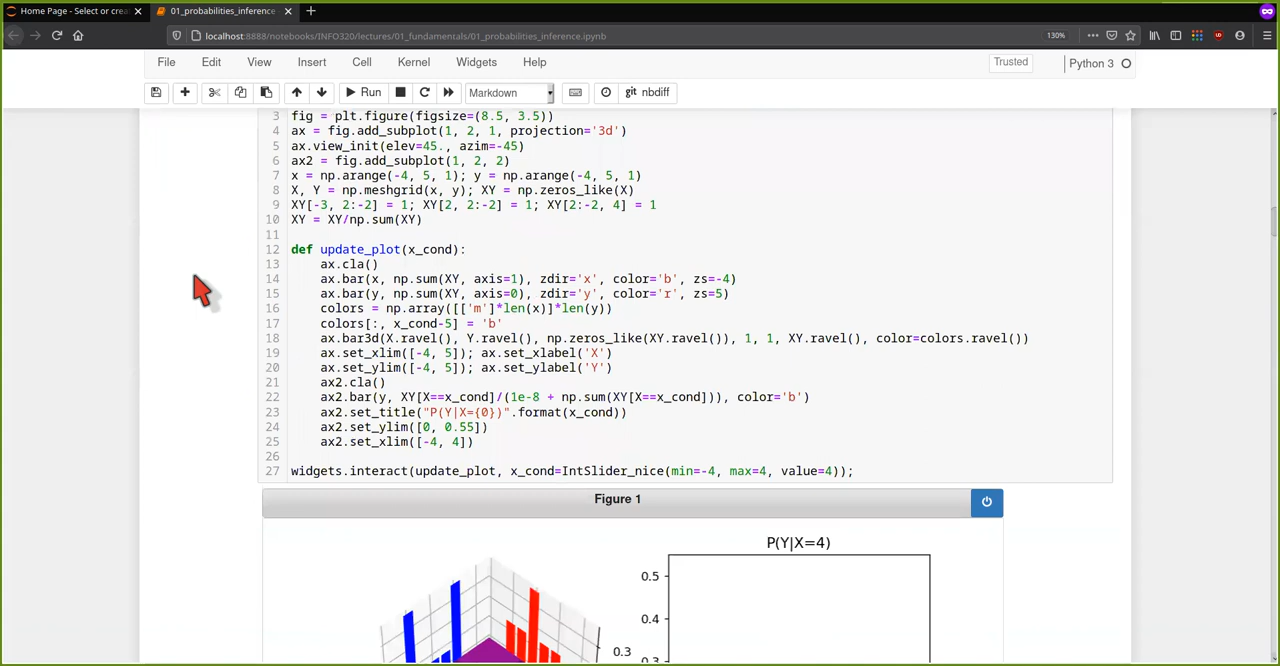 Home Page - Select or crea
01_probabilities_inference
localhost:8888/notebooks/INFO320/lectures/01_fundamentals/01_probabilities_inference.ipynb
130%
File Edit View Insert Cell Kernel Widgets Help
Trusted
Python 3
Run
Markdown
git nbdiff
3 fig = plt.figure(figsize=(8.5, 3.5))
4 ax = fig.add_subplot(1, 2, 1, projection='3d')
5 ax.view_init(elev=45., azim=-45)
6 ax2 = fig.add_subplot(1, 2, 2)
7 x = np.arange(-4, 5, 1); y = np.arange(-4, 5, 1)
8 X, Y = np.meshgrid(x, y); XY = np.zeros_like(X)
9 XY[-3, 2:-2] = 1; XY[2, 2:-2] = 1; XY[2:-2, 4] = 1
10 XY = XY/np.sum(XY)
11
12 def update_plot(x_cond):
13 ax.cla()
14 ax.bar(x, np.sum(XY, axis=1), zdir='x', color='b', zs=-4)
15 ax.bar(y, np.sum(XY, axis=0), zdir='y', color='r', zs=5)
16 colors = np.array([['m']*len(x)]*len(y))
17 colors[:, x_cond-5] = 'b'
18 ax.bar3d(X.ravel(), Y.ravel(), np.zeros_like(XY.ravel()), 1, 1, XY.ravel(), color=colors.ravel())
19 ax.set_xlim([-4, 5]); ax.set_xlabel('X')
20 ax.set_ylim([-4, 5]); ax.set_ylabel('Y')
21 ax2.cla()
22 ax2.bar(y, XY[X==x_cond]/(1e-8 + np.sum(XY[X==x_cond])), color='b')
23 ax2.set_title("P(Y|X={0})".format(x_cond))
24 ax2.set_ylim([0, 0.55])
25 ax2.set_xlim([-4, 4])
26
27 widgets.interact(update_plot, x_cond=IntSlider_nice(min=-4, max=4, value=4));
Figure 1
P(Y|X=4)
0.5
0.4
0.3
0.3